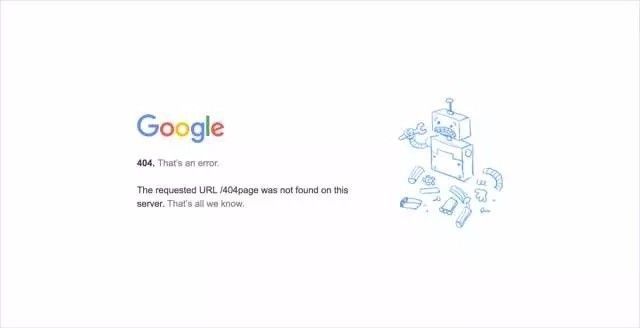 Google
404. That's an error.
The requested URL /404page was not found on this
server. That's all we know.